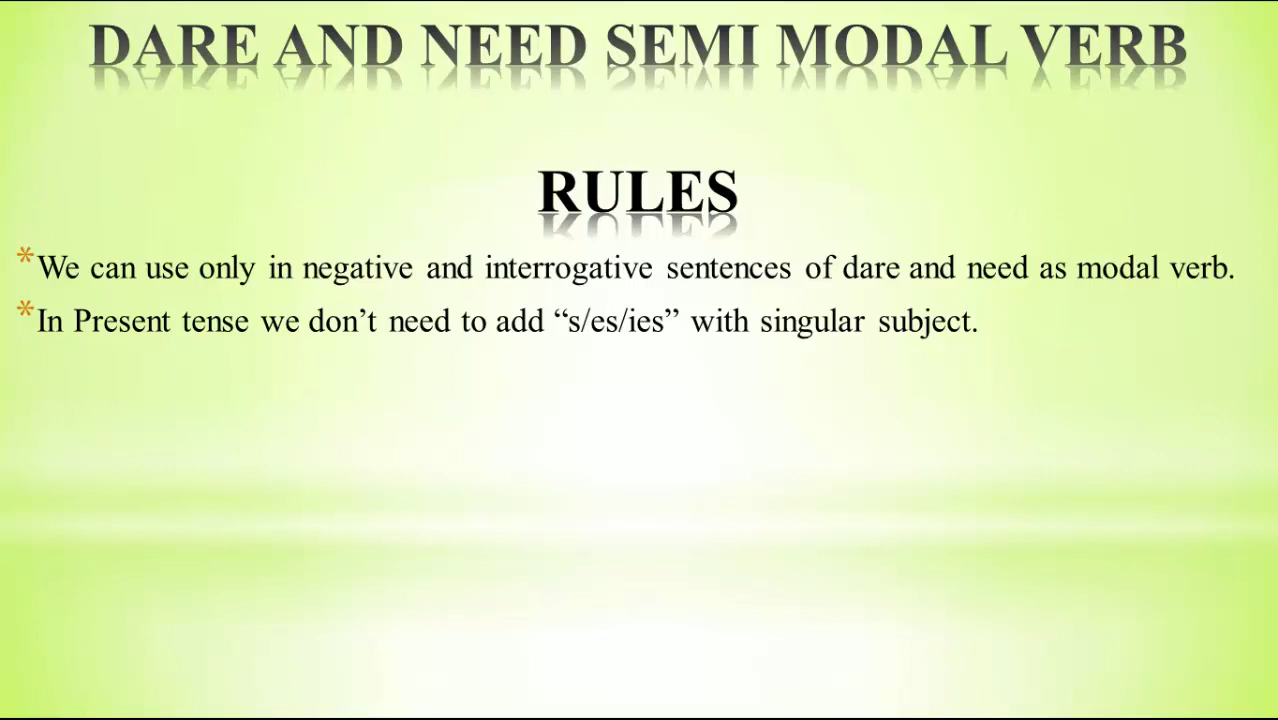 DARE AND NEED SEMI MODAL VERB
RULES
*We can use only in negative and interrogative sentences of dare and need as modal verb.
*In Present tense we don’t need to add “s/es/ies” with singular subject.